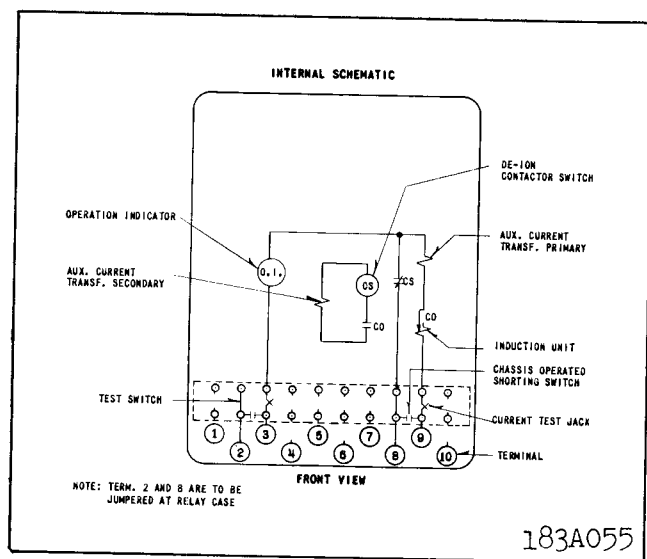 INTERNAL SCHEMATIC
DE-ION
CONTACTOR SWITCH
OPERATION INDICATOR
AUX. CURRENT
TRANSF. PRIMARY
O.I.
AUX. CURRENT
TRANSF. SECONDARY
CS
CS
CO
CO
INDUCTION UNIT
CHASSIS OPERATED
SHORTING SWITCH
TEST SWITCH
CURRENT TEST JACK
1 3 5 7 9
2 4 6 8 10
TERMINAL
FRONT VIEW
NOTE: TERM. 2 AND 8 ARE TO BE
JUMPERED AT RELAY CASE
183A055